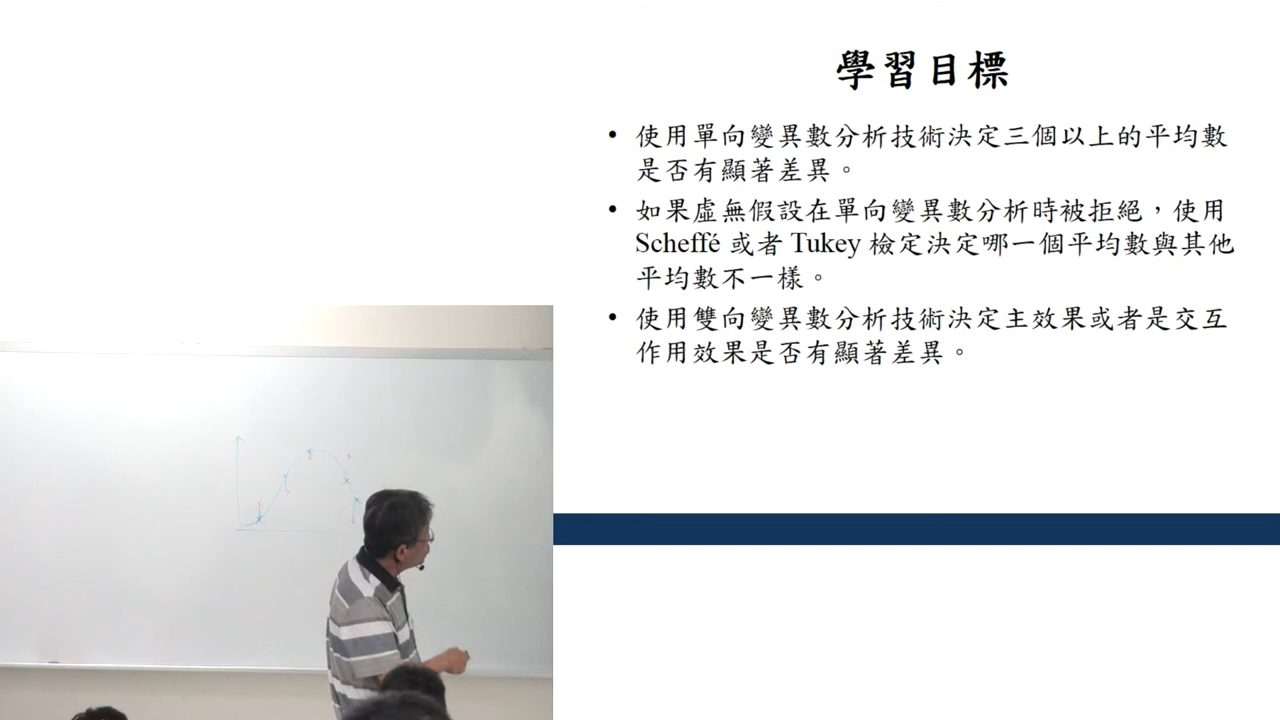 學習目標
• 使用單向變異數分析技術決定三個以上的平均數
是否有顯著差異。
• 如果虛無假設在單向變異數分析時被拒絕，使用
Scheffé 或者 Tukey 檢定決定哪一個平均數與其他
平均數不一樣。
• 使用雙向變異數分析技術決定主效果或者是交互
作用效果是否有顯著差異。